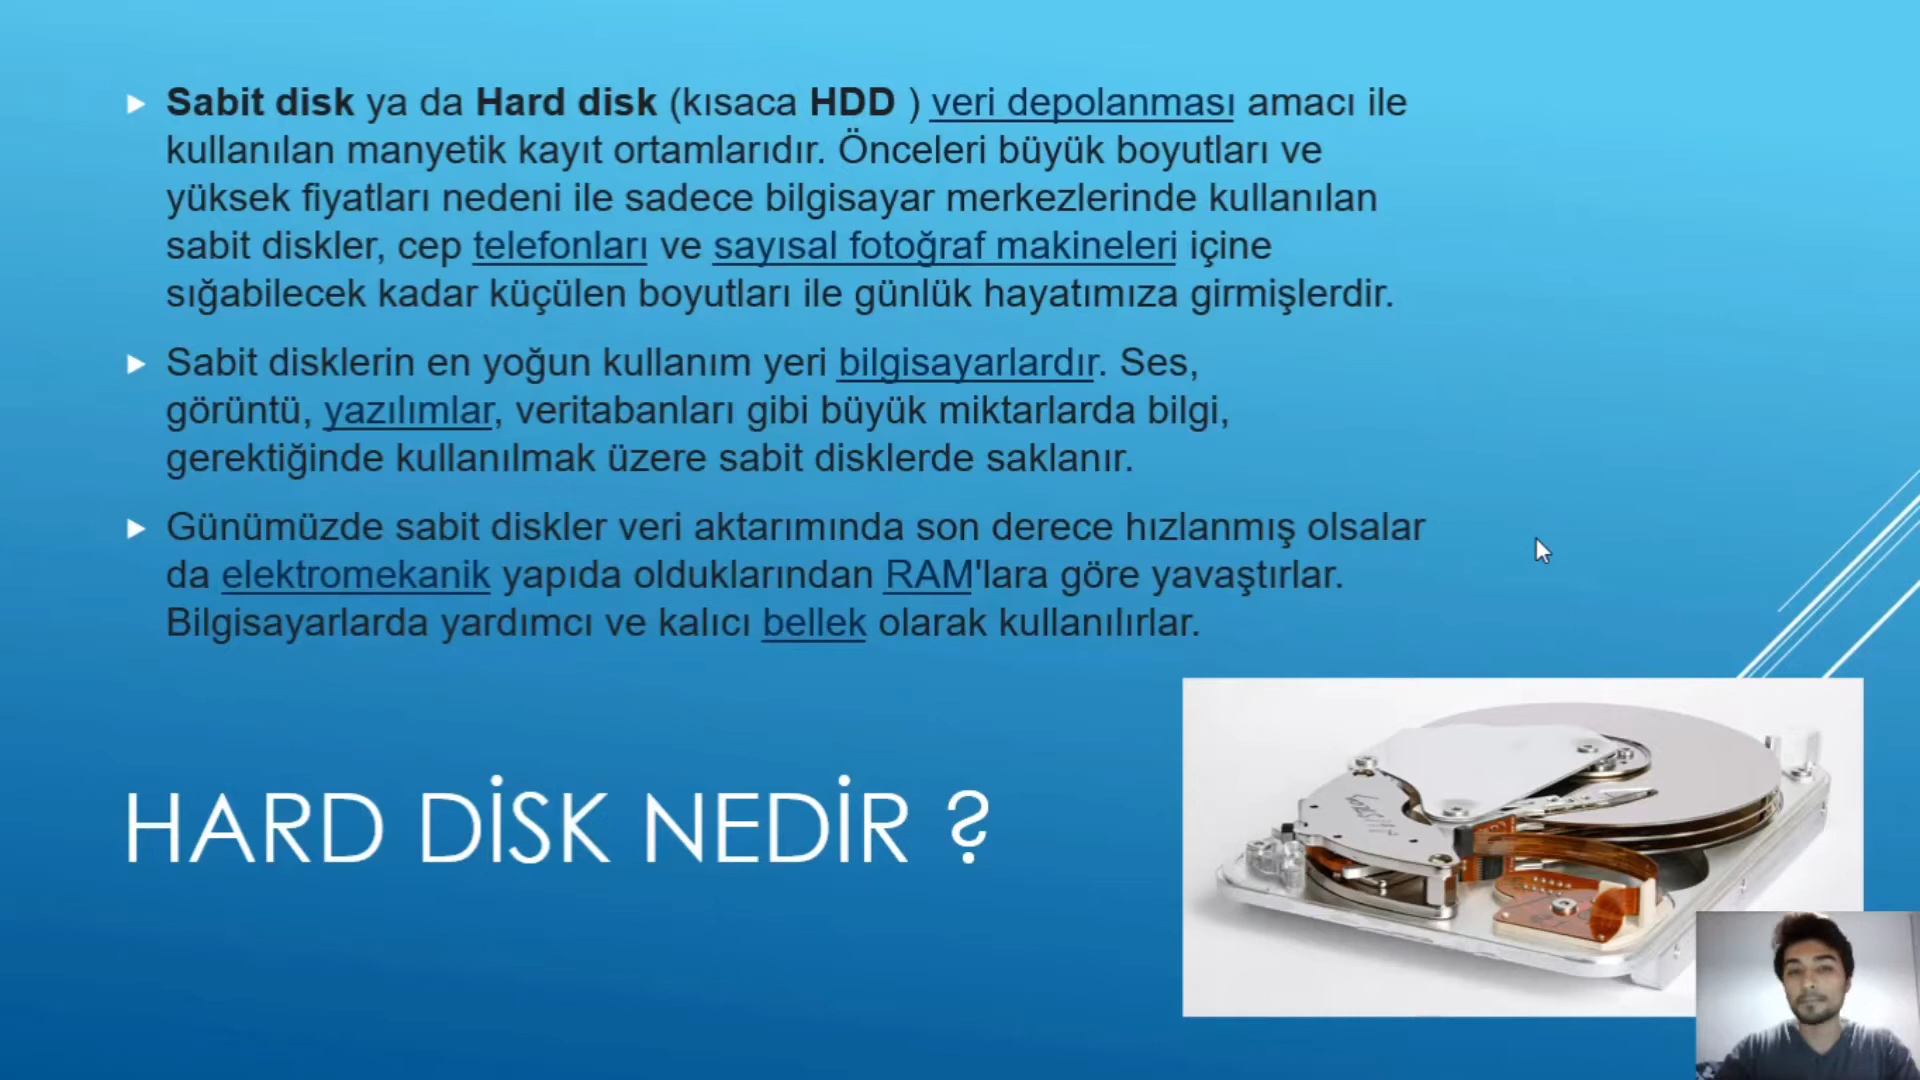 Sabit disk ya da Hard disk (kısaca HDD ) veri depolanması amacı ile
kullanılan manyetik kayıt ortamlarıdır. Önceleri büyük boyutları ve
yüksek fiyatları nedeni ile sadece bilgisayar merkezlerinde kullanılan
sabit diskler, cep telefonları ve sayısal fotoğraf makineleri içine
sığabilecek kadar küçülen boyutları ile günlük hayatımıza girmişlerdir.
Sabit disklerin en yoğun kullanım yeri bilgisayarlardır. Ses,
görüntü, yazılımlar, veritabanları gibi büyük miktarlarda bilgi,
gerektiğinde kullanılmak üzere sabit disklerde saklanır.
Günümüzde sabit diskler veri aktarımında son derece hızlanmış olsalar
da elektromekanik yapıda olduklarından RAM'lara göre yavaştırlar.
Bilgisayarlarda yardımcı ve kalıcı bellek olarak kullanılırlar.
HARD DİSK NEDİR ?